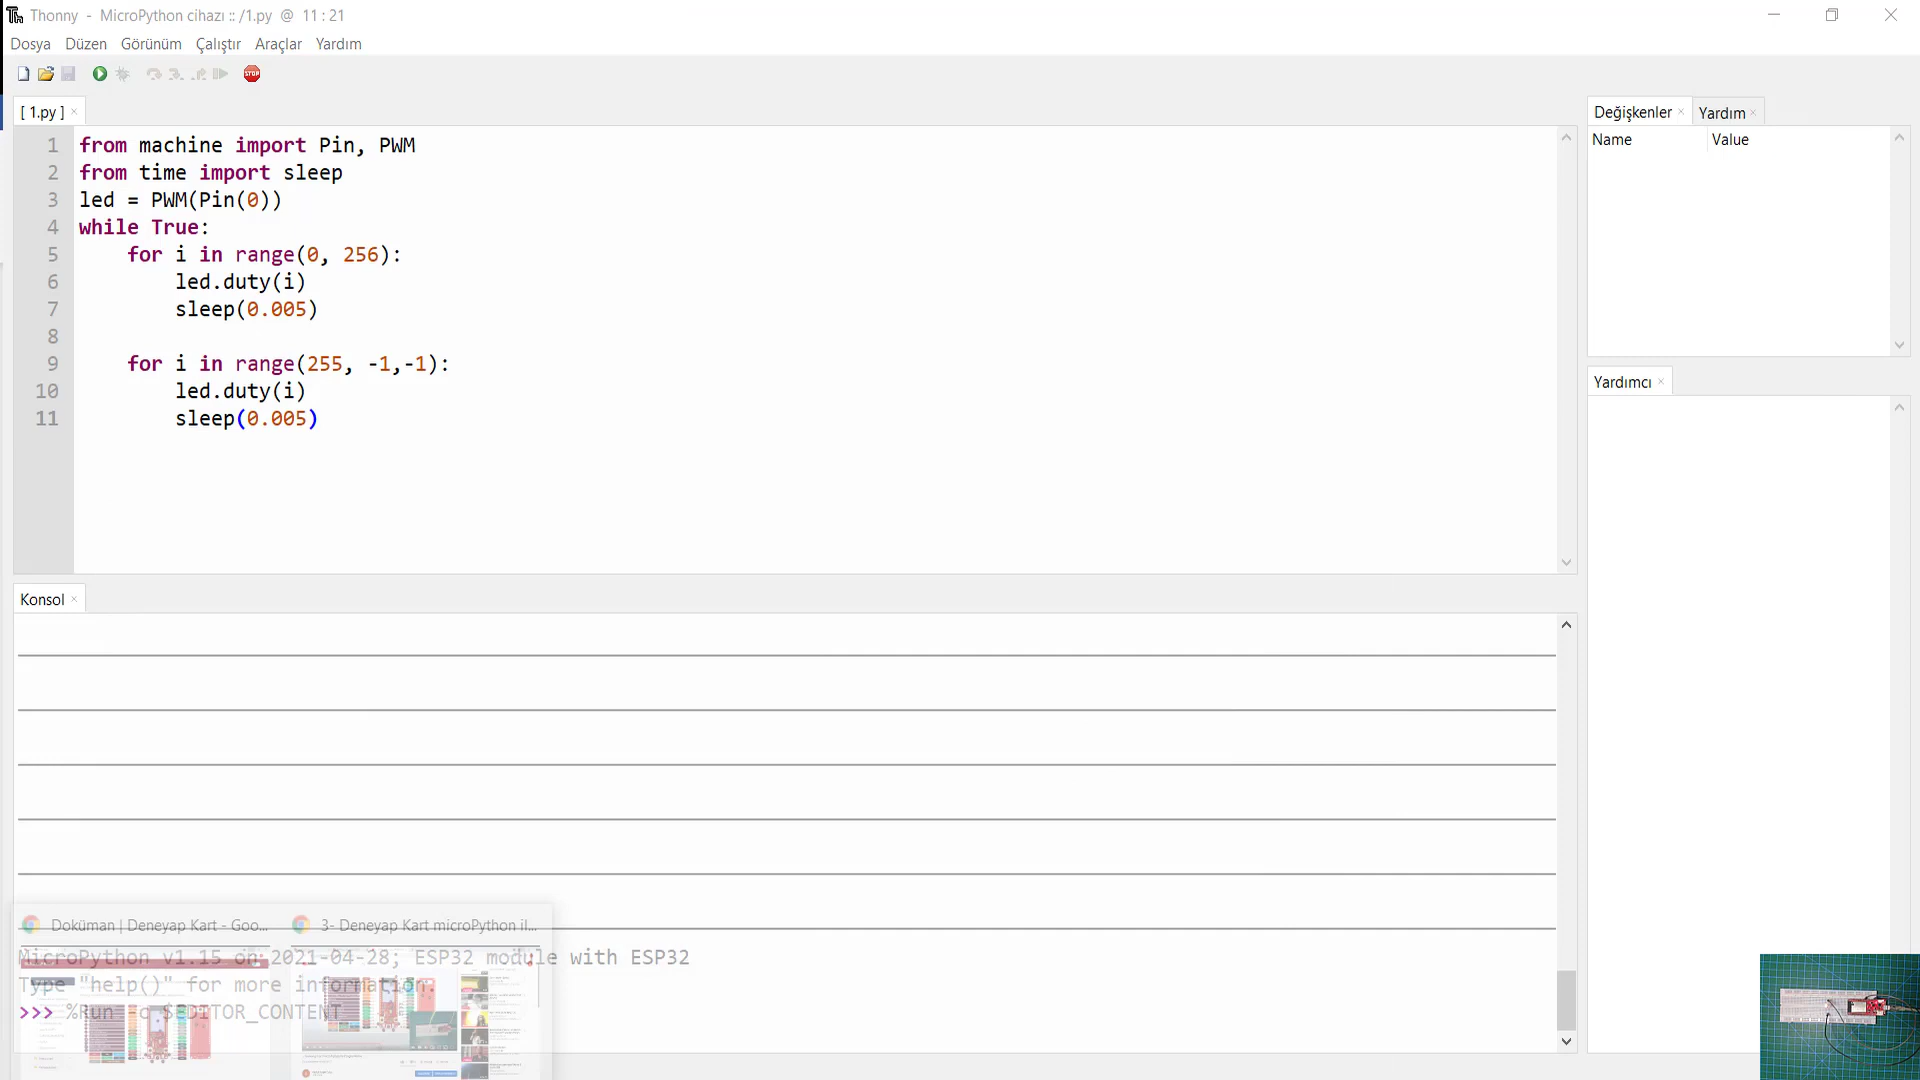 Thonny - MicroPython cihazı :: /1.py @ 11 : 21
Dosya Düzen Görünüm Çalıştır Araçlar Yardım
STOP
[ 1.py ] ×
1 from machine import Pin, PWM
2 from time import sleep
3 led = PWM(Pin(0))
4 while True:
5     for i in range(0, 256):
6         led.duty(i)
7         sleep(0.005)
8
9     for i in range(255, -1,-1):
10         led.duty(i)
11         sleep(0.005)
Değişkenler × Yardım ×
Name Value
Yardımcı ×
Konsol ×
Doküman | Deneyap Kart - Goo... 3- Deneyap Kart microPython il...
MicroPython v1.15 on 2021-04-28; ESP32 module with ESP32
Type "help()" for more information.
>>> %Run -c $EDITOR_CONTENT